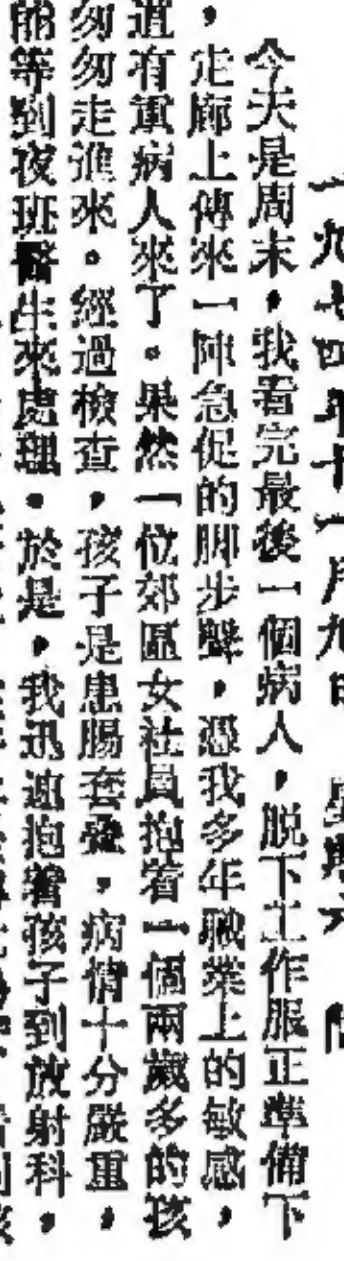 一九七四年十一月九日　星期六
今天是周末，我看完最後一個病人，脱下工作服正準備下
，走廊上傳來一陣急促的脚步聲，憑我多年職業上的敏感，
道有重病人來了。果然一位郊區女社員抱着一個兩歲多的孩
匆匆走進來。經過檢查，孩子是患腸套叠，病情十分嚴重，
能等到夜班醫生來處理。於是，我迅速抱着孩子到放射科，